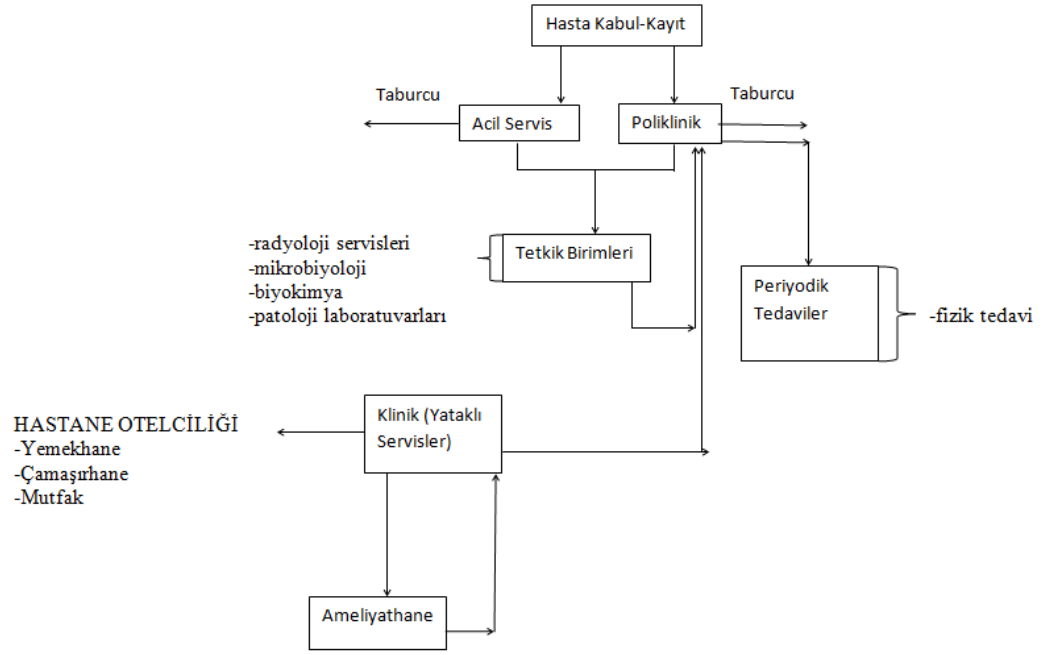 Hasta Kabul-Kayıt
Taburcu
Acil Servis
Poliklinik
Taburcu
-radyoloji servisleri
-mikrobiyoloji
-biyokimya
-patoloji laboratuvarları
Tetkik Birimleri
Periyodik
Tedaviler
-fizik tedavi
HASTANE OTELCİLİĞİ
-Yemekhane
-Çamaşırhane
-Mutfak
Klinik (Yataklı
Servisler)
Ameliyathane